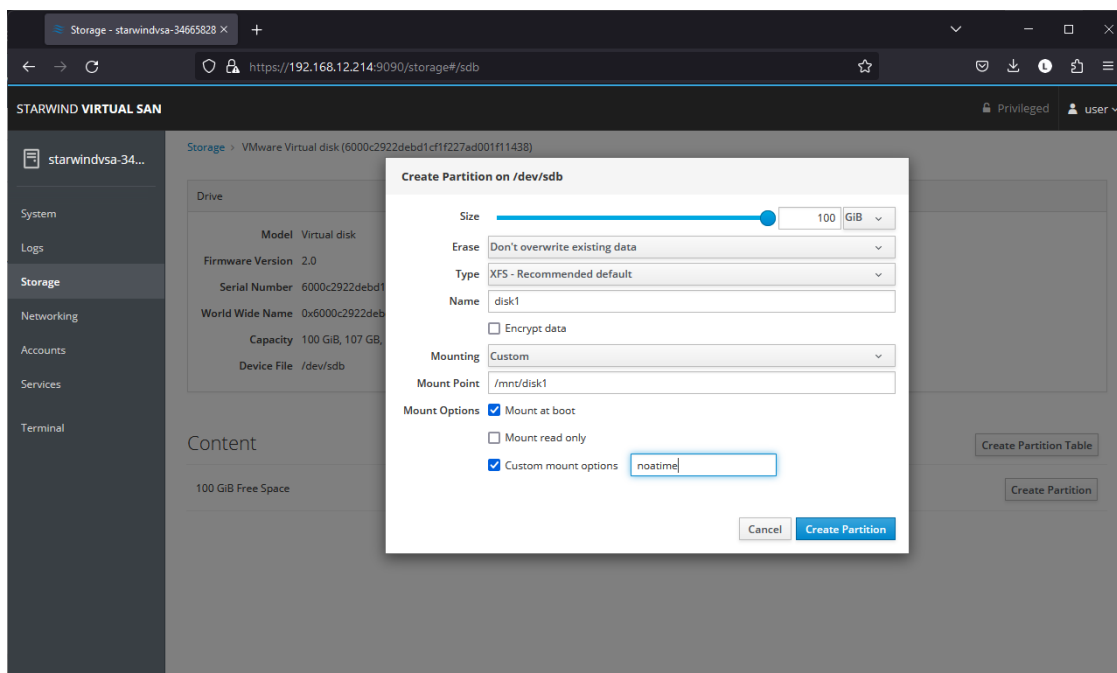 Storage - starwindvsa-34665828
https://192.168.12.214:9090/storage#/sdb
L
STARWIND VIRTUAL SAN
Privileged
user
starwindvsa-34...
System
Logs
Storage
Networking
Accounts
Services
Terminal
Storage > VMware Virtual disk (6000c2922debd1cf1f227ad001f11438)
Drive
Model Virtual disk
Firmware Version 2.0
Serial Number 6000c2922debd1
World Wide Name 0x6000c2922deb
Capacity 100 GiB, 107 GB,
Device File /dev/sdb
Content
Create Partition Table
100 GiB Free Space
Create Partition
Create Partition on /dev/sdb
Size 100 GiB
Erase Don't overwrite existing data
Type XFS - Recommended default
Name disk1
Encrypt data
Mounting Custom
Mount Point /mnt/disk1
Mount Options Mount at boot
Mount read only
Custom mount options noatime
Cancel Create Partition